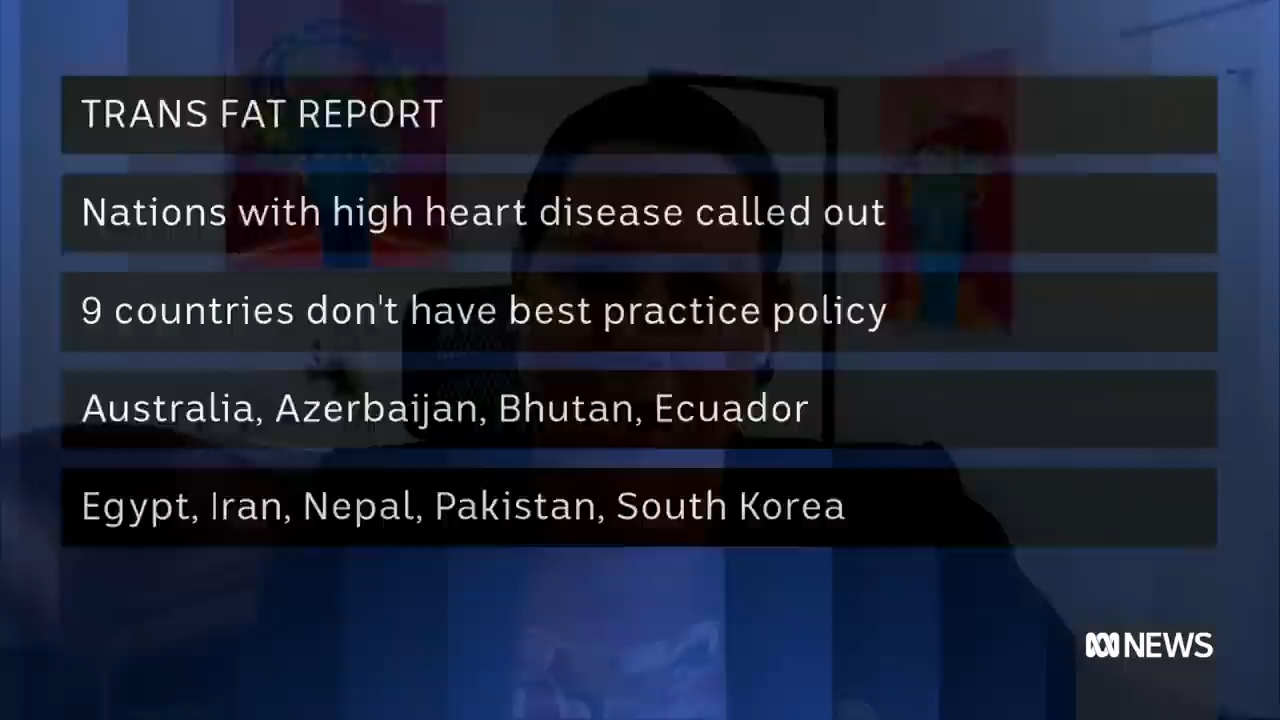 TRANS FAT REPORT
Nations with high heart disease called out
9 countries don't have best practice policy
Australia, Azerbaijan, Bhutan, Ecuador
Egypt, Iran, Nepal, Pakistan, South Korea
NEWS